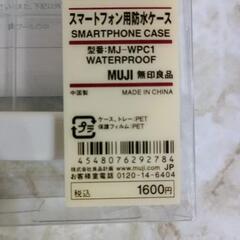 スマートフォン用防水ケース
SMARTPHONE CASE
型番:MJ-WPC1
WATERPROOF
MUJI 無印良品
中国製 MADE IN CHINA
プラ
ケース、トレー:PET
保護フィルム:PET
4548076292784
株式会社良品計画 www.muji.com JP
お客様室電話 0120-14-6404
税込 1600円